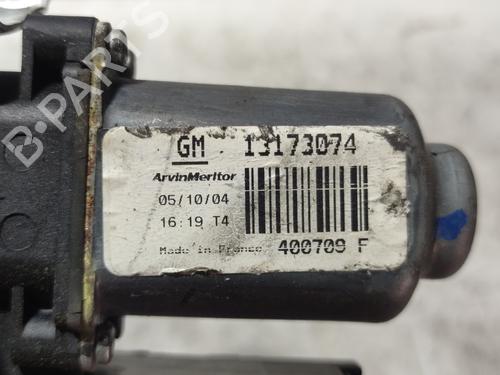 B-PARTS
GM 13173074
ArvinMeritor
05/10/04
16:19 T4
Made in France 400709 F